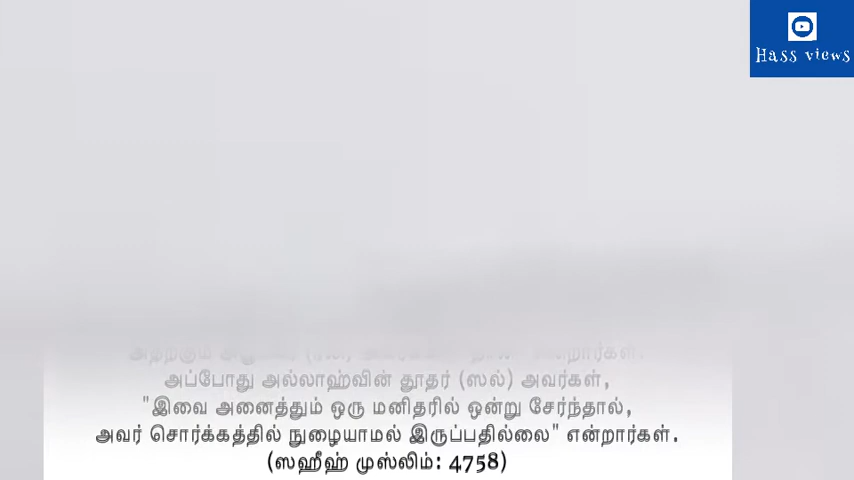 Hass views
அப்போது அல்லாஹ்வின் தூதர் (ஸல்) அவர்கள்,
"இவை அனைத்தும் ஒரு மனிதரில் ஒன்று சேர்ந்தால்,
அவர் சொர்க்கத்தில் நுழையாமல் இருப்பதில்லை" என்றார்கள்.
(ஸஹீஹ் முஸ்லிம்: 4758)